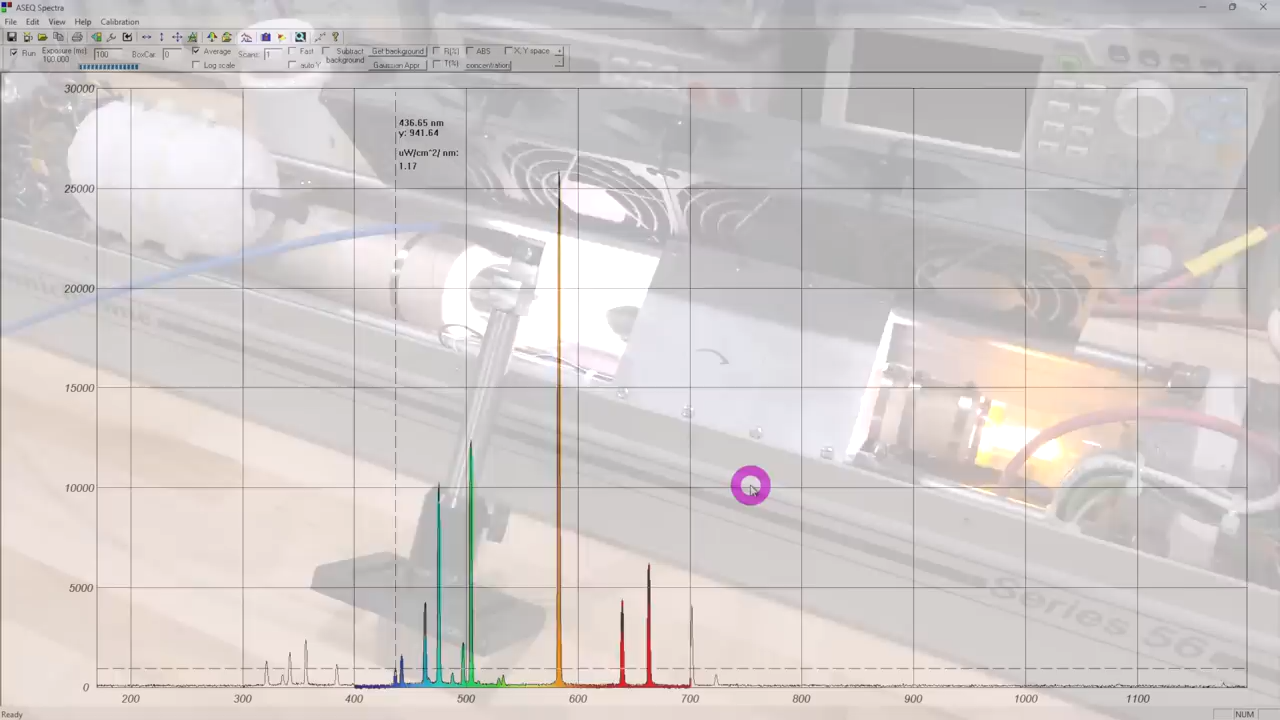 ASEQ Spectra
File Edit View Help Calibration
Run Exposure (ms) 100 BoxCar 0 Average Scans: 1 Fast Subtract background Get background R(%) ABS X, Y space
100.000 Log scale auto Y Gaussian Appr T(%) concentration
30000
436.65 nm
y: 941.64
uW/cm^2/ nm:
1.17
25000
20000
15000
10000
5000
Series 56
0
200 300 400 500 600 700 800 900 1000 1100
Ready NUM